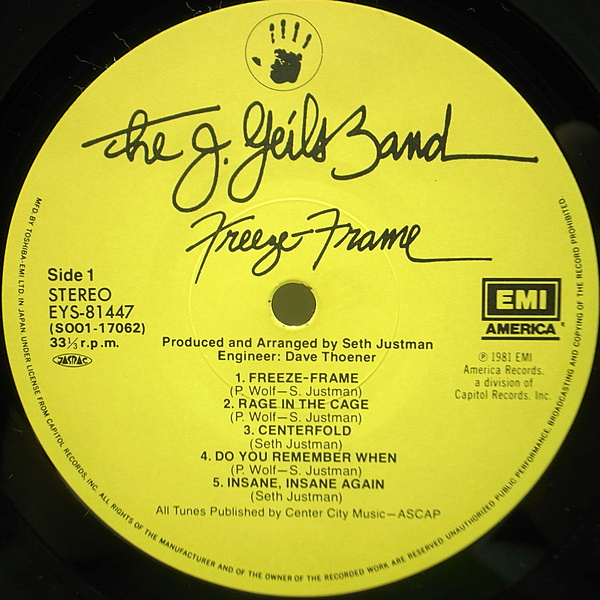 The J. Geils Band
Freeze-Frame
Side 1
STEREO
EYS-81447
(SOO1-17062)
33⅓ r.p.m.
JASRAC
EMI
AMERICA
Ⓟ 1981 EMI
America Records.
a division of
Capitol Records. Inc.
Produced and Arranged by Seth Justman
Engineer: Dave Thoener
1. FREEZE-FRAME
(P. Wolf—S. Justman)
2. RAGE IN THE CAGE
(P. Wolf—S. Justman)
3. CENTERFOLD
(Seth Justman)
4. DO YOU REMEMBER WHEN
(P. Wolf—S. Justman)
5. INSANE, INSANE AGAIN
(Seth Justman)
All Tunes Published by Center City Music—ASCAP
MFD. BY TOSHIBA-EMI LTD. IN JAPAN. UNDER LICENSE FROM CAPITOL RECORDS, INC. ALL RIGHTS OF THE MANUFACTURER AND OF THE OWNER OF THE RECORDED WORK ARE RESERVED. UNAUTHORIZED PUBLIC PERFORMANCE, BROADCASTING AND COPYING OF THE RECORD PROHIBITED.